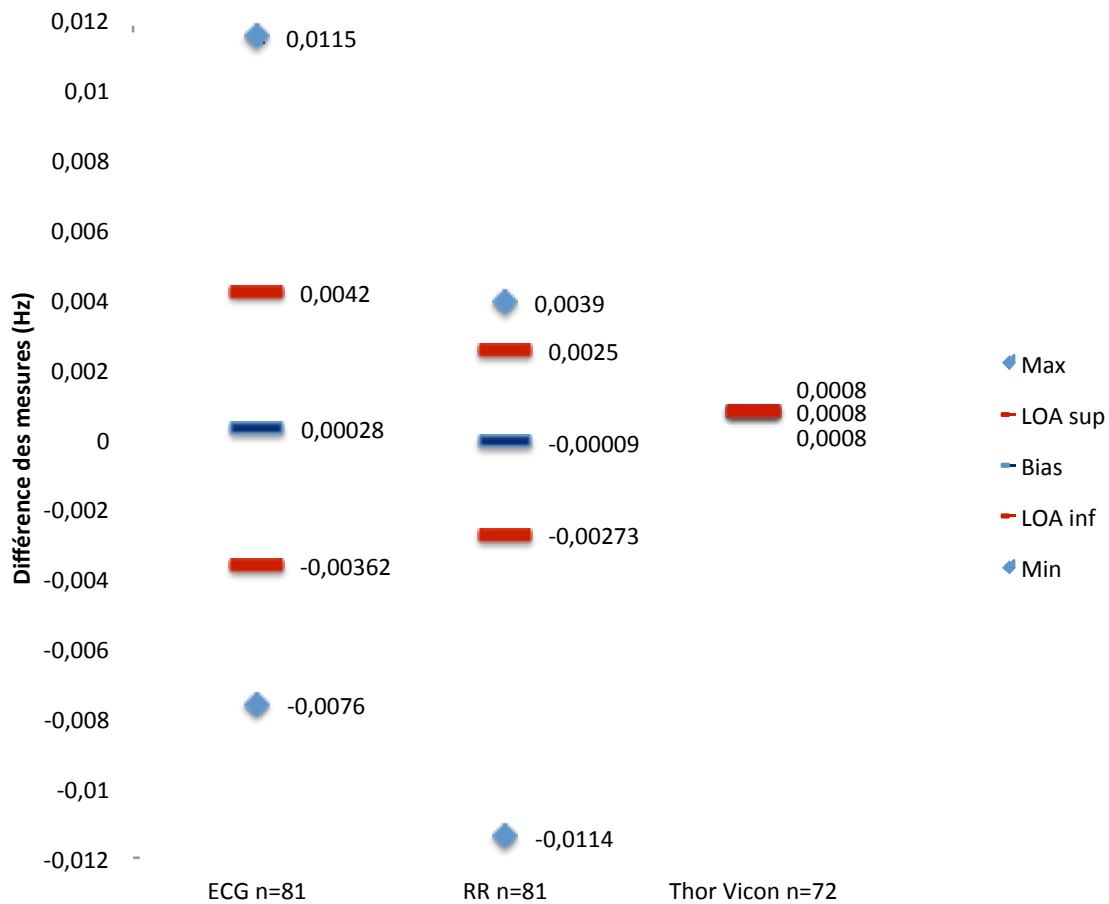 0,012
0,01
0,008
0,006
0,004
0,002
0
-0,002
-0,004
-0,006
-0,008
-0,01
-0,012
Différence des mesures (Hz)
0,0115
0,0042
0,00028
-0,00362
-0,0076
0,0039
0,0025
-0,00009
-0,00273
-0,0114
0,0008
0,0008
0,0008
ECG n=81
RR n=81
Thor Vicon n=72
Max
LOA sup
Bias
LOA inf
Min